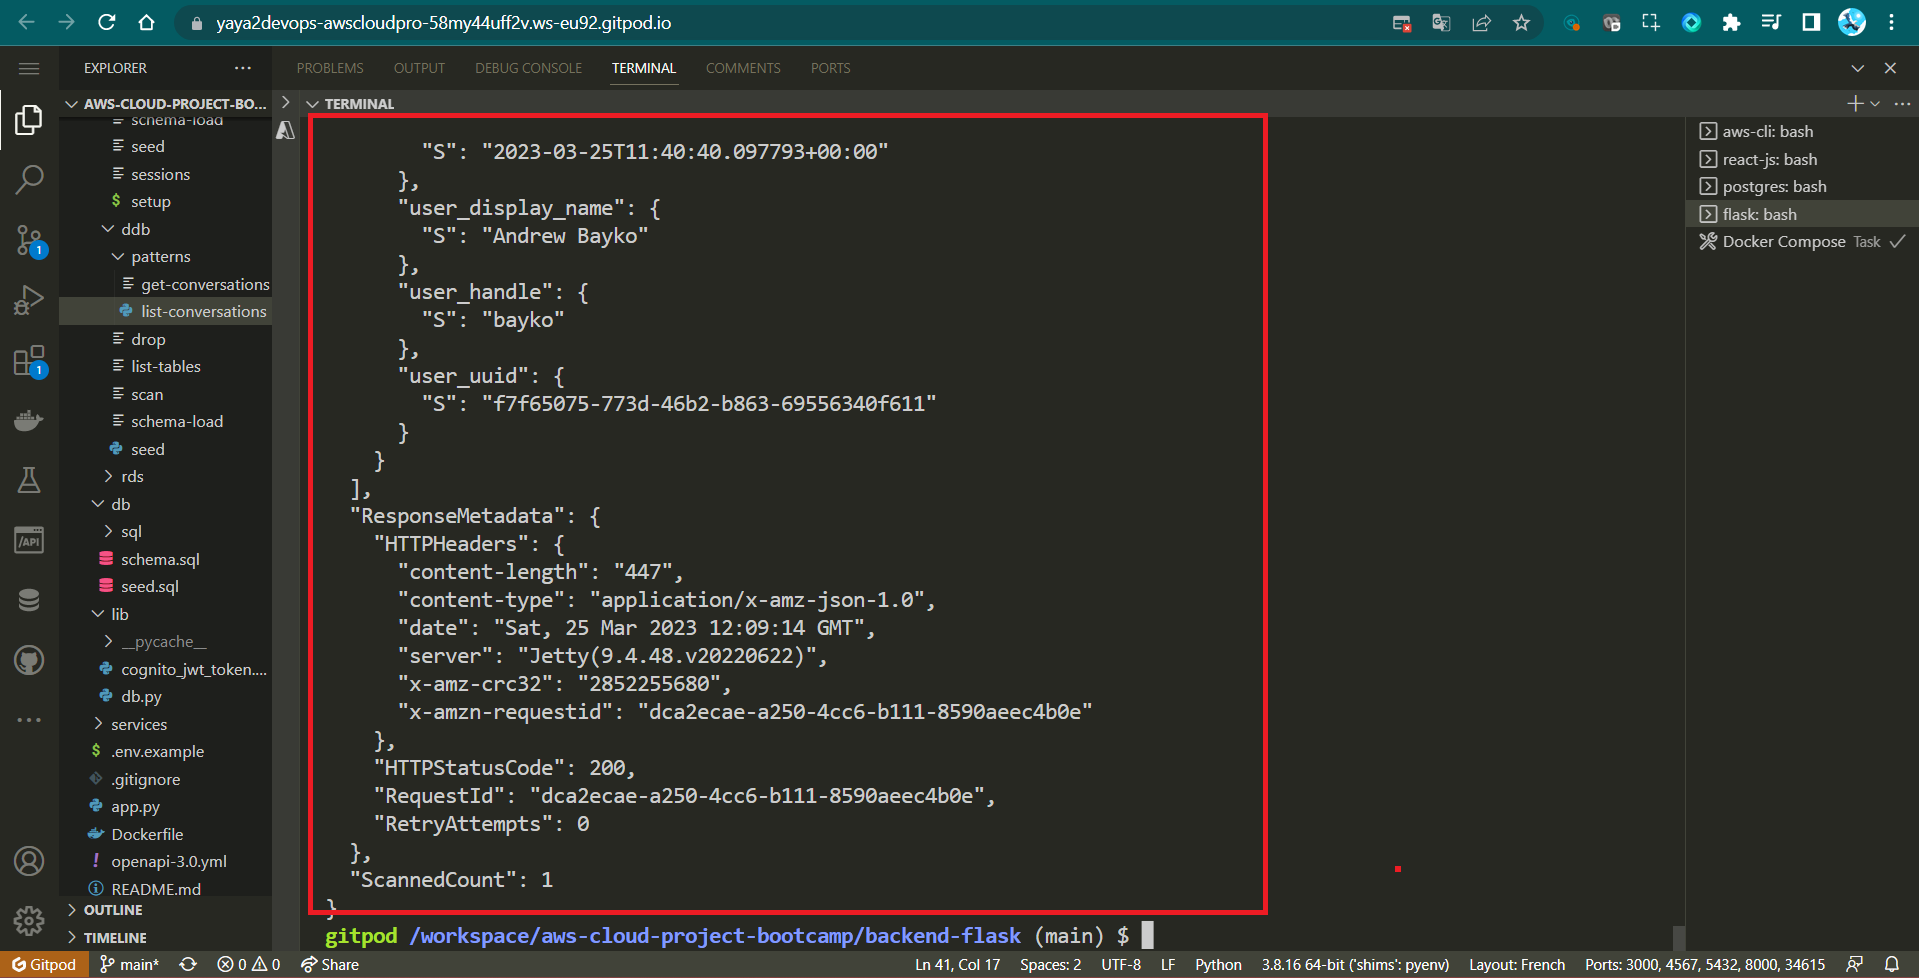 yaya2devops-awscloudpro-58my44uff2v.ws-eu92.gitpod.io
EXPLORER
PROBLEMS
OUTPUT
DEBUG CONSOLE
TERMINAL
COMMENTS
PORTS
AWS-CLOUD-PROJECT-BO...
schema-load
seed
sessions
$ setup
ddb
patterns
get-conversations
list-conversations
drop
list-tables
scan
schema-load
seed
rds
db
sql
schema.sql
seed.sql
lib
__pycache__
cognito_jwt_token....
db.py
services
$ .env.example
.gitignore
app.py
Dockerfile
! openapi-3.0.yml
README.md
OUTLINE
TIMELINE
1
1
/API
TERMINAL
"S": "2023-03-25T11:40:40.097793+00:00"
},
"user_display_name": {
"S": "Andrew Bayko"
},
"user_handle": {
"S": "bayko"
},
"user_uuid": {
"S": "f7f65075-773d-46b2-b863-69556340f611"
}
}
],
"ResponseMetadata": {
"HTTPHeaders": {
"content-length": "447",
"content-type": "application/x-amz-json-1.0",
"date": "Sat, 25 Mar 2023 12:09:14 GMT",
"server": "Jetty(9.4.48.v20220622)",
"x-amz-crc32": "2852255680",
"x-amzn-requestid": "dca2ecae-a250-4cc6-b111-8590aeec4b0e"
},
"HTTPStatusCode": 200,
"RequestId": "dca2ecae-a250-4cc6-b111-8590aeec4b0e",
"RetryAttempts": 0
},
"ScannedCount": 1
}
gitpod /workspace/aws-cloud-project-bootcamp/backend-flask (main) $
aws-cli: bash
react-js: bash
postgres: bash
flask: bash
Docker Compose Task
Gitpod
main*
0
0
Share
Ln 41, Col 17
Spaces: 2
UTF-8
LF
Python
3.8.16 64-bit ('shims': pyenv)
Layout: French
Ports: 3000, 4567, 5432, 8000, 34615